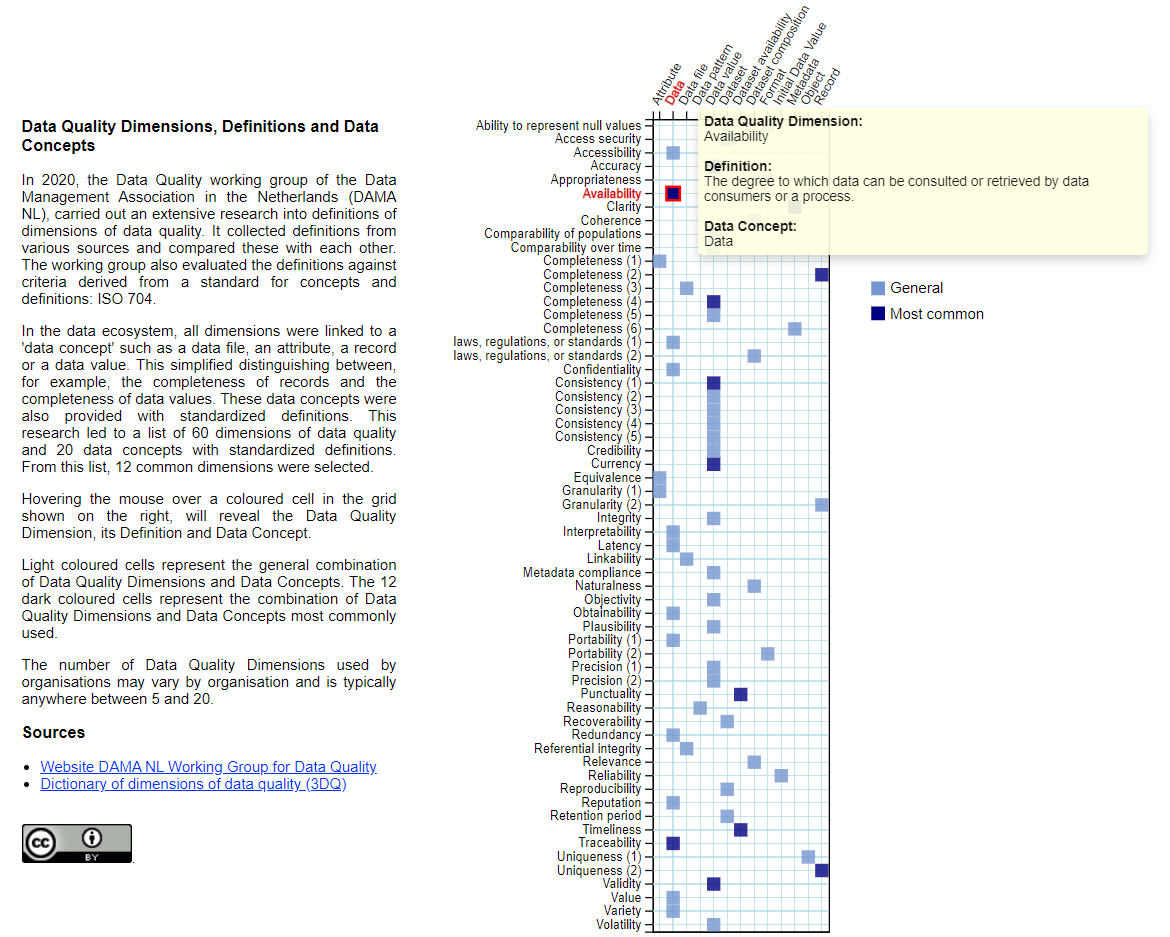 Data Quality Dimensions, Definitions and Data
Concepts
In 2020, the Data Quality working group of the Data
Management Association in the Netherlands (DAMA
NL), carried out an extensive research into definitions of
dimensions of data quality. It collected definitions from
various sources and compared these with each other.
The working group also evaluated the definitions against
criteria derived from a standard for concepts and
definitions: ISO 704.
In the data ecosystem, all dimensions were linked to a
'data concept' such as a data file, an attribute, a record
or a data value. This simplified distinguishing between,
for example, the completeness of records and the
completeness of data values. These data concepts were
also provided with standardized definitions. This
research led to a list of 60 dimensions of data quality
and 20 data concepts with standardized definitions.
From this list, 12 common dimensions were selected.
Hovering the mouse over a coloured cell in the grid
shown on the right, will reveal the Data Quality
Dimension, its Definition and Data Concept.
Light coloured cells represent the general combination
of Data Quality Dimensions and Data Concepts. The 12
dark coloured cells represent the combination of Data
Quality Dimensions and Data Concepts most commonly
used.
The number of Data Quality Dimensions used by
organisations may vary by organisation and is typically
anywhere between 5 and 20.
Sources
Website DAMA NL Working Group for Data Quality
Dictionary of dimensions of data quality (3DQ)
cc
BY
Attribute
Data
Data file
Data pattern
Data value
Dataset
Dataset availability
Dataset composition
Format
Initial Data Value
Metadata
Object
Record
Ability to represent null values
Access security
Accessibility
Accuracy
Appropriateness
Availability
Clarity
Coherence
Comparability of populations
Comparability over time
Completeness (1)
Completeness (2)
Completeness (3)
Completeness (4)
Completeness (5)
Completeness (6)
laws, regulations, or standards (1)
laws, regulations, or standards (2)
Confidentiality
Consistency (1)
Consistency (2)
Consistency (3)
Consistency (4)
Consistency (5)
Credibility
Currency
Equivalence
Granularity (1)
Granularity (2)
Integrity
Interpretability
Latency
Linkability
Metadata compliance
Naturalness
Objectivity
Obtainability
Plausibility
Portability (1)
Portability (2)
Precision (1)
Precision (2)
Punctuality
Reasonability
Recoverability
Redundancy
Referential integrity
Relevance
Reliability
Reproducibility
Reputation
Retention period
Timeliness
Traceability
Uniqueness (1)
Uniqueness (2)
Validity
Value
Variety
Volatility
Data Quality Dimension:
Availability
Definition:
The degree to which data can be consulted or retrieved by data
consumers or a process.
Data Concept:
Data
General
Most common